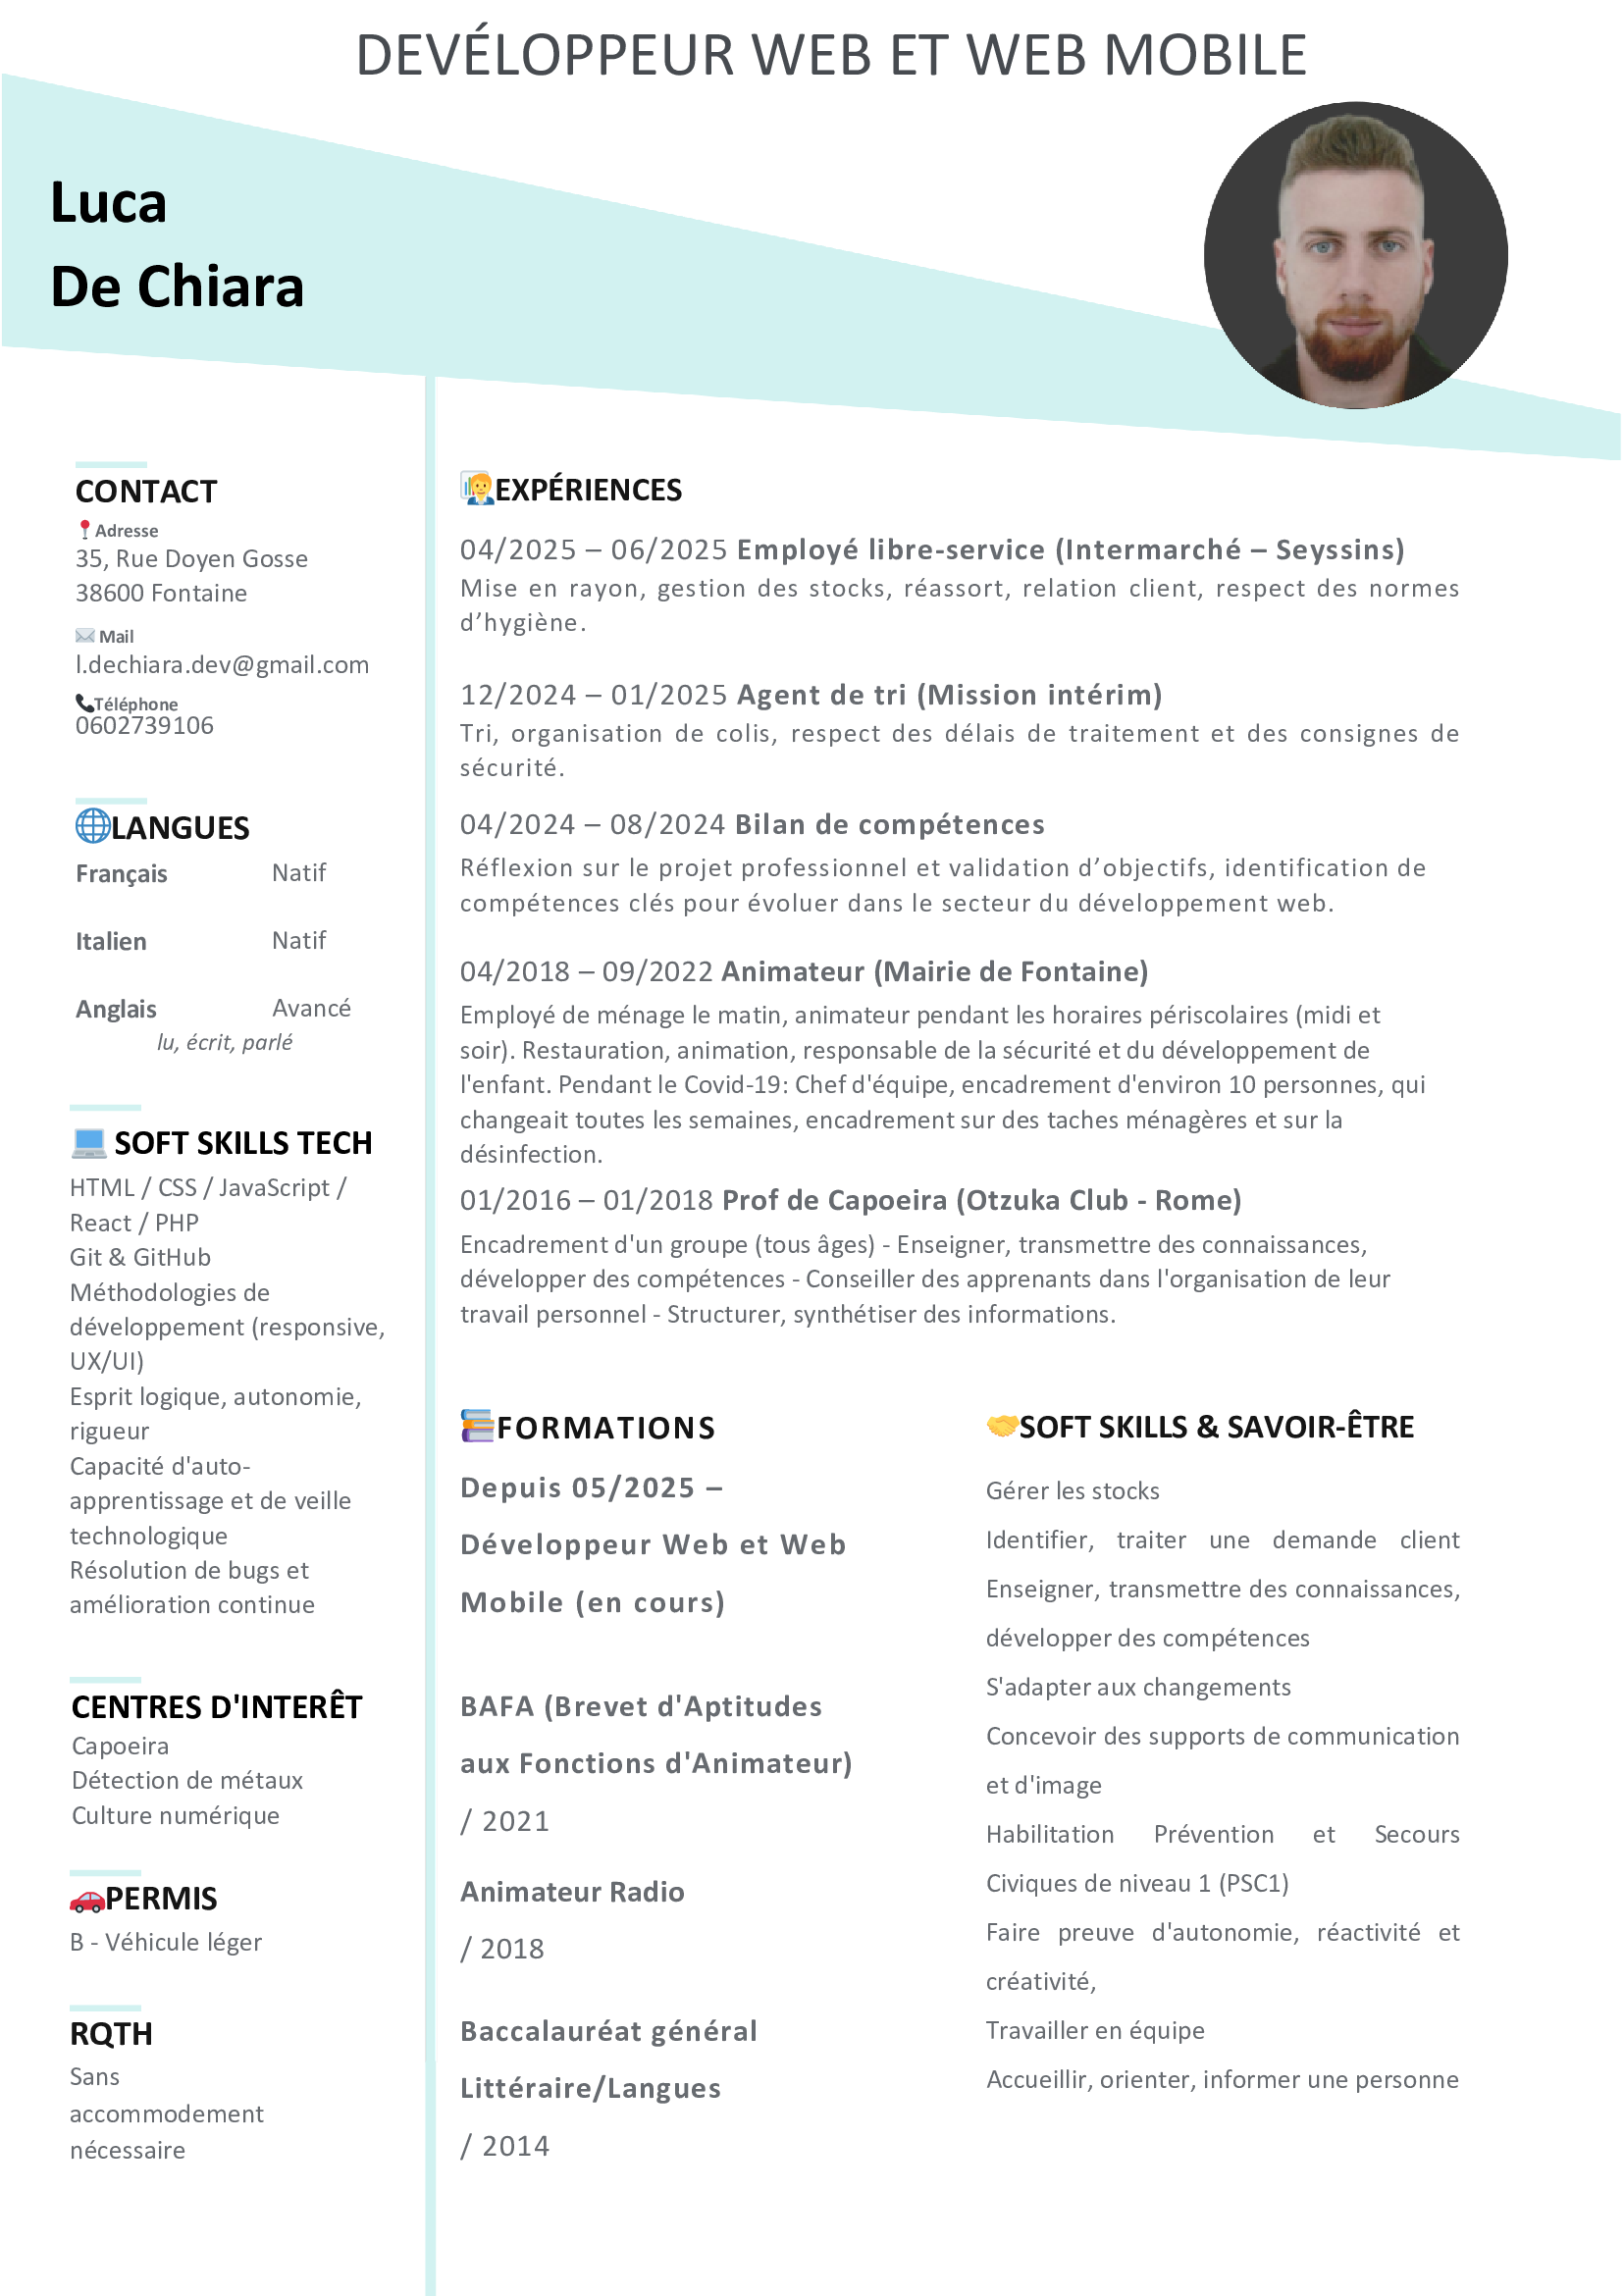 DEVÉLOPPEUR WEB ET WEB MOBILE
Luca
De Chiara
CONTACT
Adresse
35, Rue Doyen Gosse
38600 Fontaine
Mail
l.dechiara.dev@gmail.com
Téléphone
0602739106
LANGUES
Français Natif
Italien Natif
Anglais Avancé
lu, écrit, parlé
SOFT SKILLS TECH
HTML / CSS / JavaScript /
React / PHP
Git & GitHub
Méthodologies de
développement (responsive,
UX/UI)
Esprit logique, autonomie,
rigueur
Capacité d'auto-
apprentissage et de veille
technologique
Résolution de bugs et
amélioration continue
CENTRES D'INTERÊT
Capoeira
Détection de métaux
Culture numérique
PERMIS
B - Véhicule léger
RQTH
Sans
accommodement
nécessaire
EXPÉRIENCES
04/2025 – 06/2025 Employé libre-service (Intermarché – Seyssins)
Mise en rayon, gestion des stocks, réassort, relation client, respect des normes
d’hygiène.
12/2024 – 01/2025 Agent de tri (Mission intérim)
Tri, organisation de colis, respect des délais de traitement et des consignes de
sécurité.
04/2024 – 08/2024 Bilan de compétences
Réflexion sur le projet professionnel et validation d’objectifs, identification de
compétences clés pour évoluer dans le secteur du développement web.
04/2018 – 09/2022 Animateur (Mairie de Fontaine)
Employé de ménage le matin, animateur pendant les horaires périscolaires (midi et
soir). Restauration, animation, responsable de la sécurité et du développement de
l'enfant. Pendant le Covid-19: Chef d'équipe, encadrement d'environ 10 personnes, qui
changeait toutes les semaines, encadrement sur des taches ménagères et sur la
désinfection.
01/2016 – 01/2018 Prof de Capoeira (Otzuka Club - Rome)
Encadrement d'un groupe (tous âges) - Enseigner, transmettre des connaissances,
développer des compétences - Conseiller des apprenants dans l'organisation de leur
travail personnel - Structurer, synthétiser des informations.
FORMATIONS
Depuis 05/2025 –
Développeur Web et Web
Mobile (en cours)
BAFA (Brevet d'Aptitudes
aux Fonctions d'Animateur)
/ 2021
Animateur Radio
/ 2018
Baccalauréat général
Littéraire/Langues
/ 2014
SOFT SKILLS & SAVOIR-ÊTRE
Gérer les stocks
Identifier, traiter une demande client
Enseigner, transmettre des connaissances,
développer des compétences
S'adapter aux changements
Concevoir des supports de communication
et d'image
Habilitation Prévention et Secours
Civiques de niveau 1 (PSC1)
Faire preuve d'autonomie, réactivité et
créativité,
Travailler en équipe
Accueillir, orienter, informer une personne